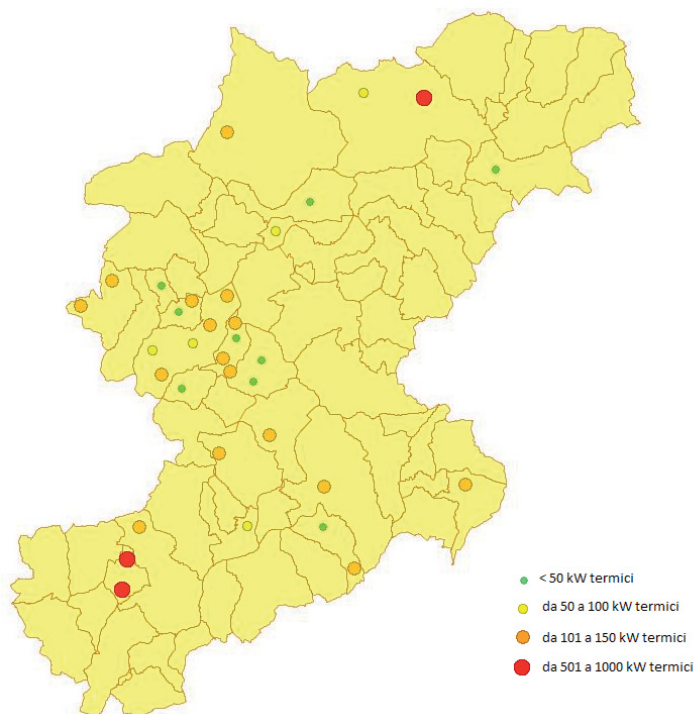 < 50 kW termici
da 50 a 100 kW termici
da 101 a 150 kW termici
da 501 a 1000 kW termici